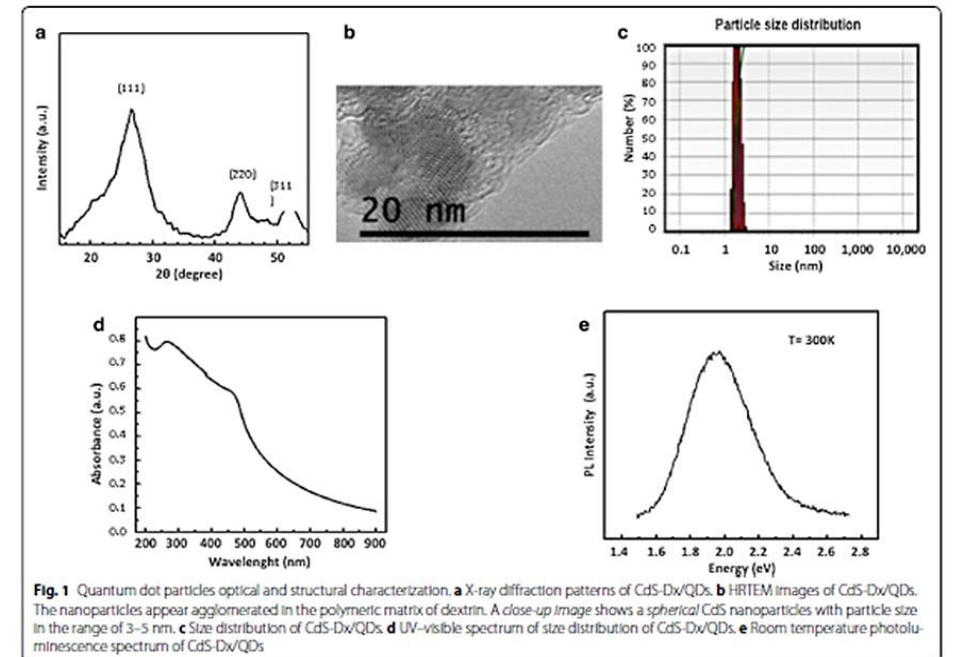 a
(111)
(220)
(311
)
Intensity (a.u.)
20 30 40 50
2θ (degree)
b
20 nm
c
Particle size distribution
100
90
80
70
60
50
40
30
20
10
0
Number (%)
0.1 1 10 100 1,000 10,000
Size (nm)
d
0.8
0.7
0.6
0.5
0.4
0.3
0.2
0.1
0.0
Absorbance (a.u.)
200 300 400 500 600 700 800 900
Wavelenght (nm)
e
T= 300K
PL Intensity (a.u.)
1.4 1.6 1.8 2.0 2.2 2.4 2.6 2.8
Energy (eV)
Fig. 1 Quantum dot particles optical and structural characterization. a X-ray diffraction patterns of CdS-Dx/QDs. b HRTEM images of CdS-Dx/QDs.
The nanoparticles appear agglomerated in the polymeric matrix of dextrin. A close-up image shows a spherical CdS nanoparticles with particle size
in the range of 3–5 nm. c Size distribution of CdS-Dx/QDs. d UV–visible spectrum of size distribution of CdS-Dx/QDs. e Room temperature photolu-
minescence spectrum of CdS-Dx/QDs